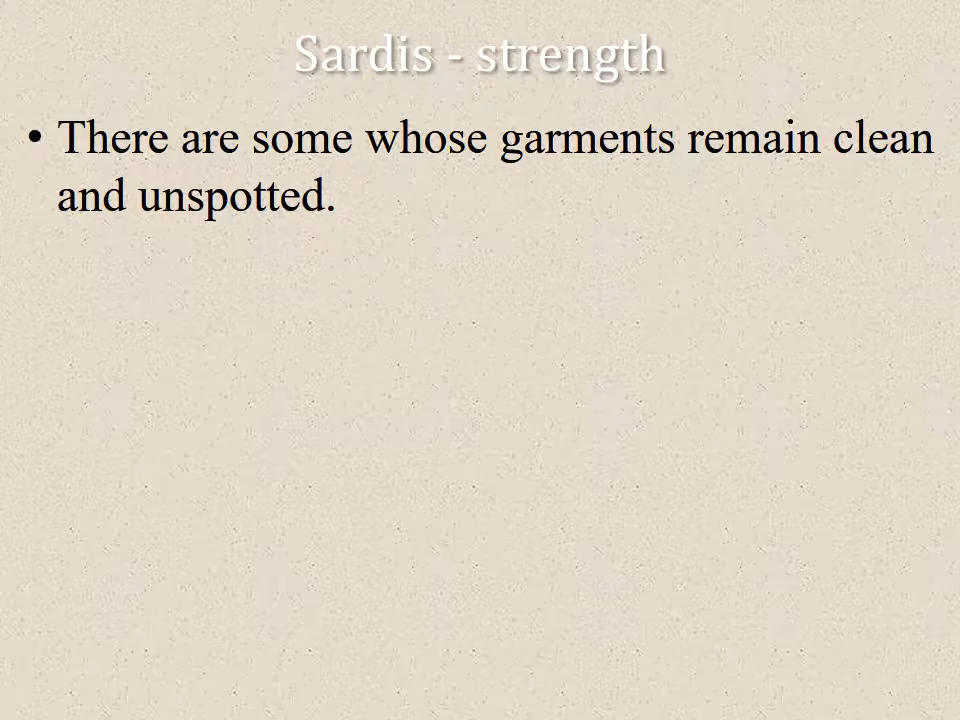 Sardis - strength
• There are some whose garments remain clean
and unspotted.